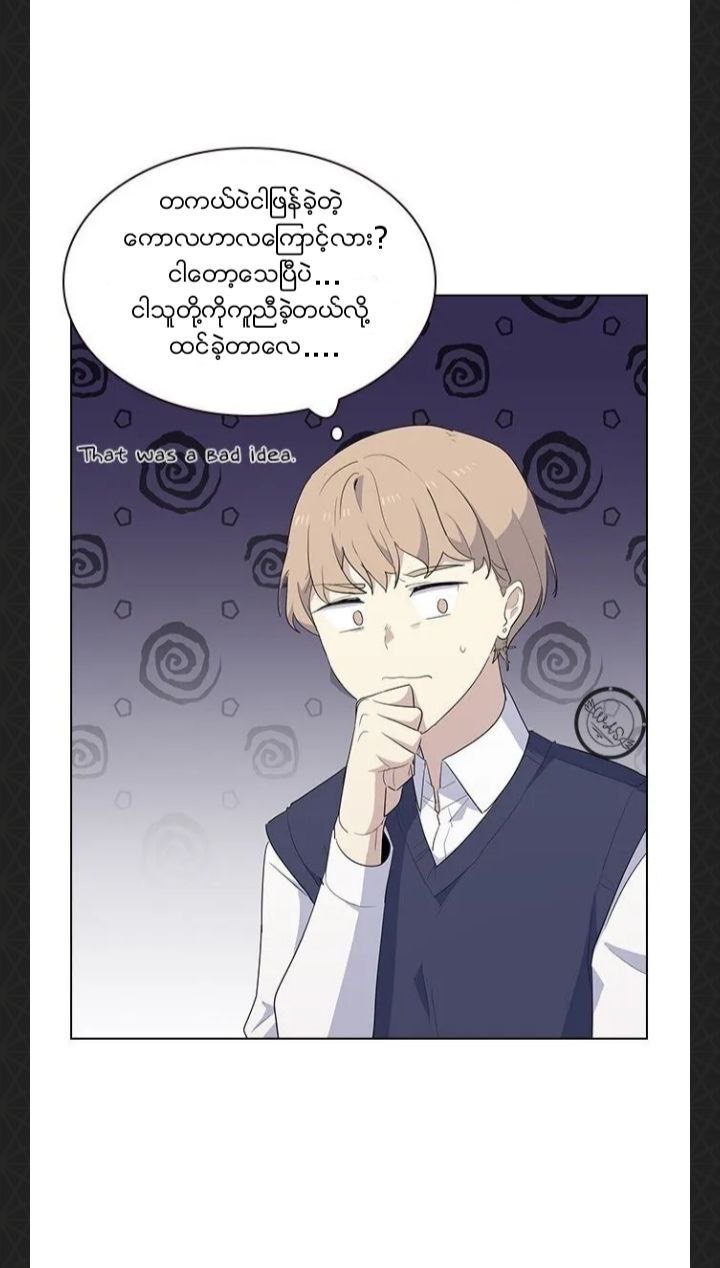 တကယ်ပဲငါဖြန့်ခဲ့တဲ့
ကောလဟာလကြောင့်လား?
ငါတော့သေပြီပဲ...
ငါသူတို့ကိုကူညီခဲ့တယ်လို့
ထင်ခဲ့တာလေ....
That was a Bad idea.